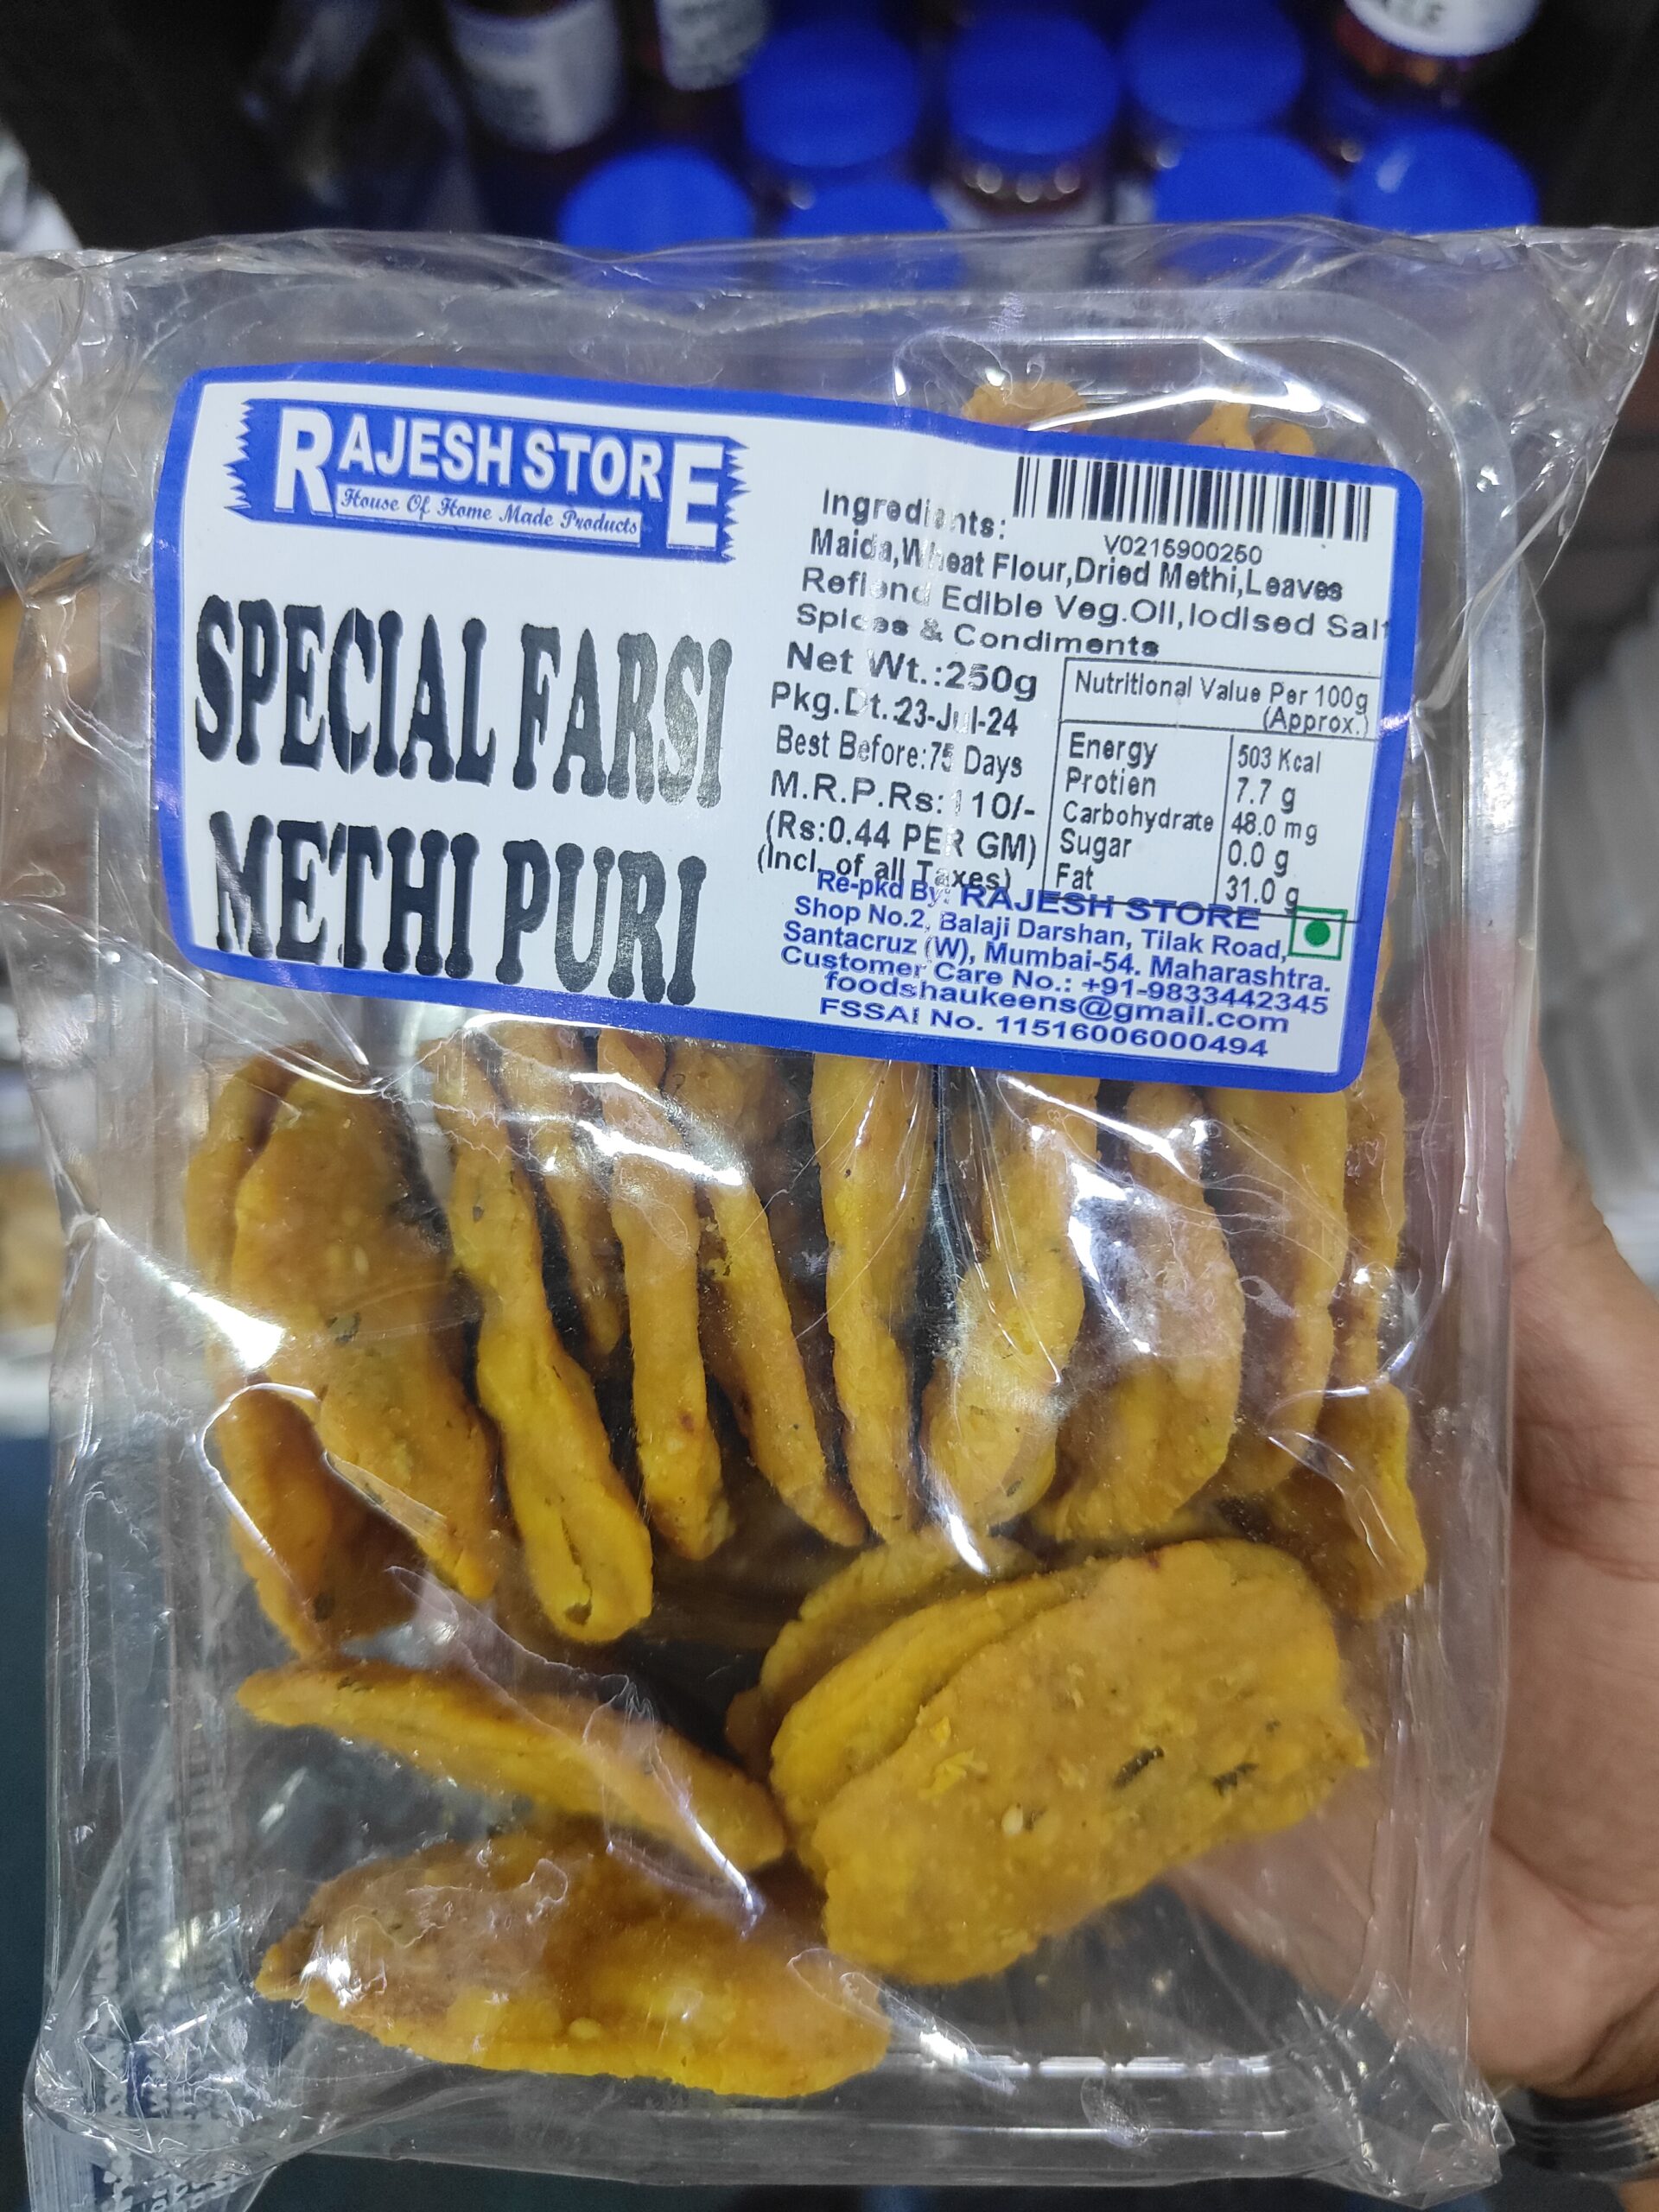 RAJESH STORE
House Of Home Made Products
SPECIAL FARSI
METHI PURI
V0215900250
Ingredients:
Maida,Wheat Flour,Dried Methi,Leaves
Refiend Edible Veg.Oil,Iodised Salt
Spices & Condiments
Net Wt.:250g
Pkg.Dt.:23-Jul-24
Best Before:75 Days
M.R.P.Rs:110/-
(Rs:0.44 PER GM)
(Incl.of all Taxes)
Nutritional Value Per 100g
(Approx.)
Energy 503 Kcal
Protien 7.7 g
Carbohydrate 48.0 mg
Sugar 0.0 g
Fat 31.0 g
Re-pkd By: RAJESH STORE
Shop No.2, Balaji Darshan, Tilak Road,
Santacruz (W), Mumbai-54. Maharashtra.
Customer Care No.: +91-9833442345
foodshaukeens@gmail.com
FSSAI No. 11516006000494